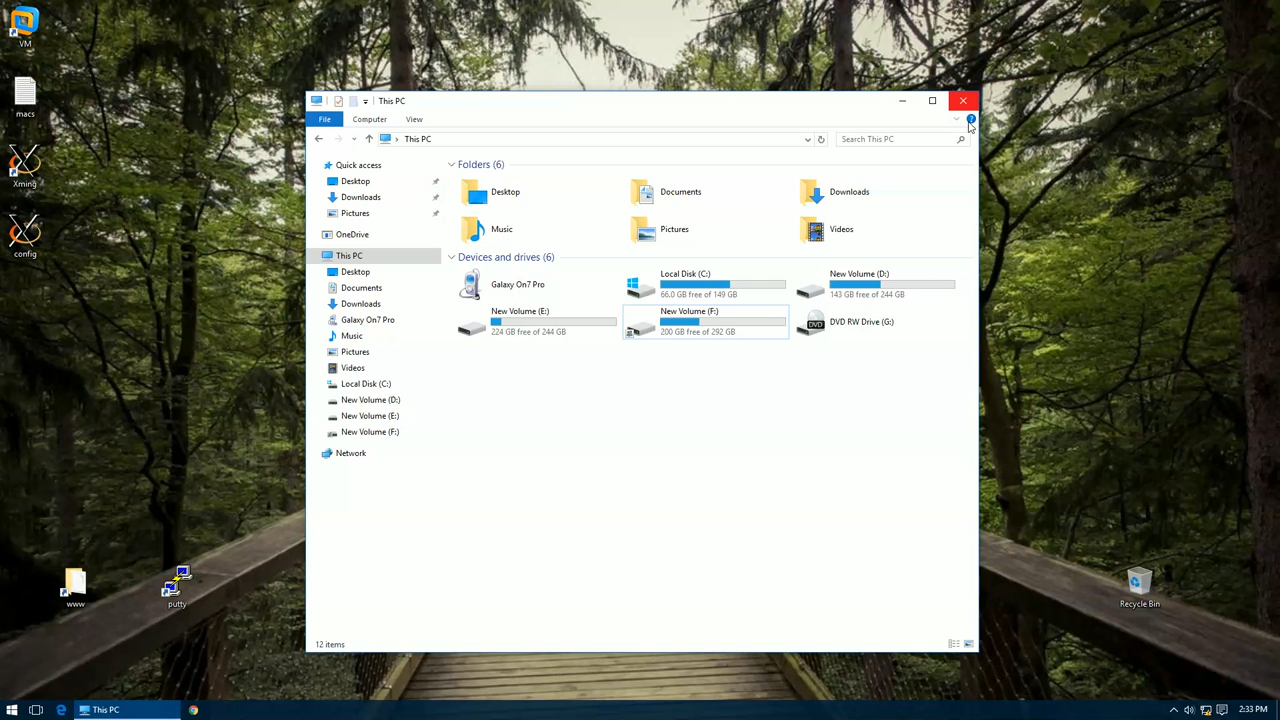 VM
macs
Xming
config
www
putty
Recycle Bin
This PC
File Computer View
This PC
Search This PC
Quick access
Desktop
Downloads
Pictures
OneDrive
This PC
Desktop
Documents
Downloads
Galaxy On7 Pro
Music
Pictures
Videos
Local Disk (C:)
New Volume (D:)
New Volume (E:)
New Volume (F:)
Network
Folders (6)
Desktop
Documents
Downloads
Music
Pictures
Videos
Devices and drives (6)
Galaxy On7 Pro
Local Disk (C:)
66.0 GB free of 149 GB
New Volume (D:)
143 GB free of 244 GB
New Volume (E:)
224 GB free of 244 GB
New Volume (F:)
200 GB free of 292 GB
DVD
DVD RW Drive (G:)
12 items
This PC
2:33 PM